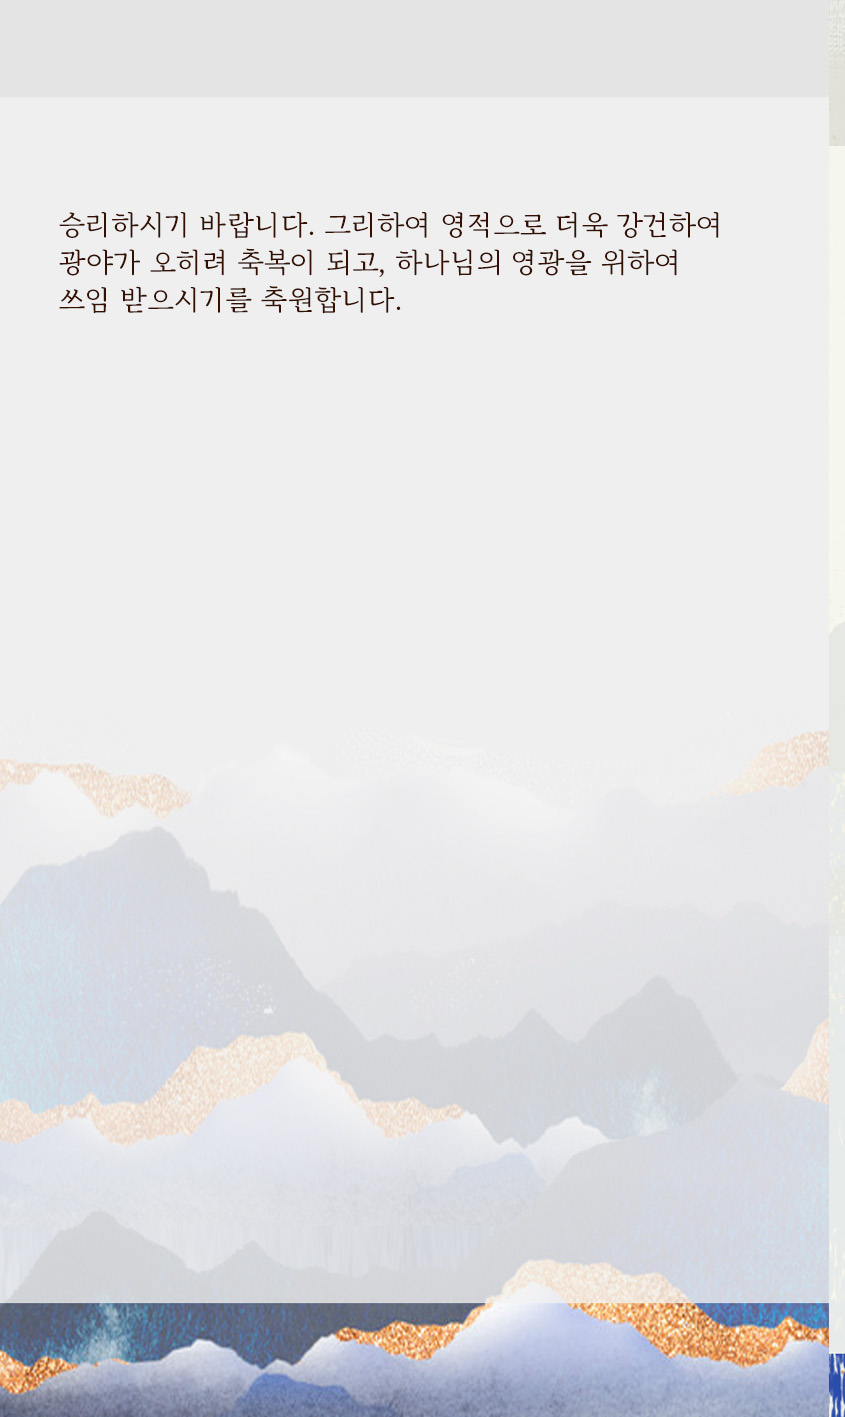 승리하시기 바랍니다. 그리하여 영적으로 더욱 강건하여
광야가 오히려 축복이 되고, 하나님의 영광을 위하여
쓰임 받으시기를 축원합니다.